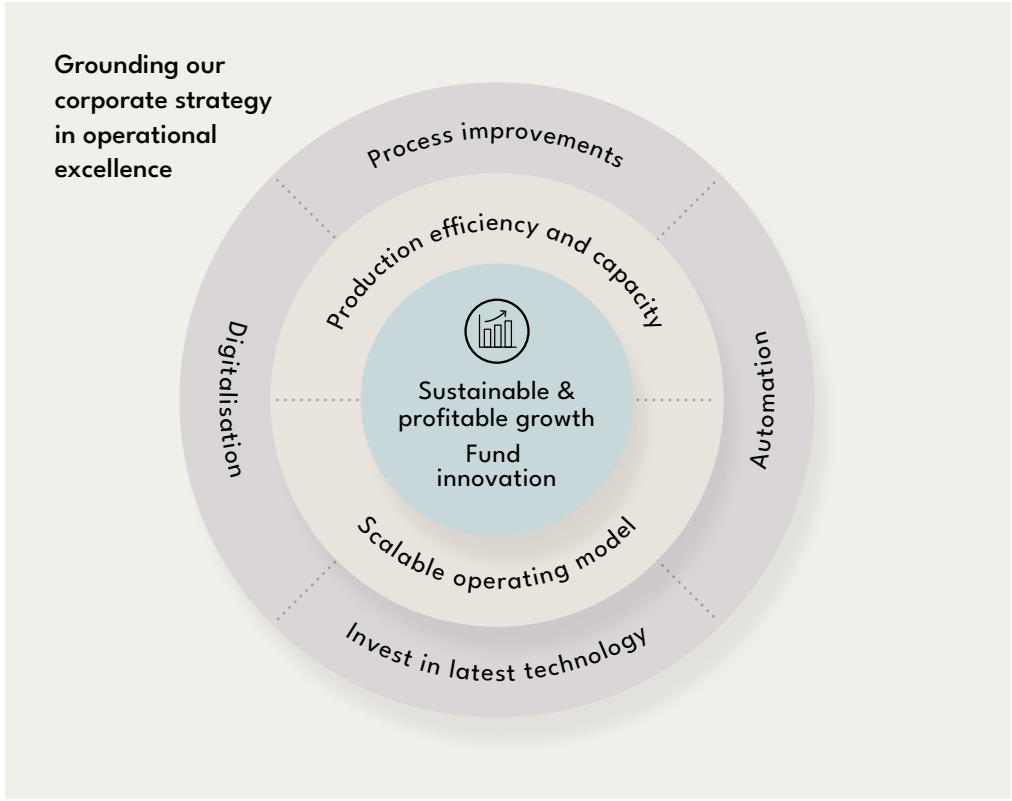 Grounding our
corporate strategy
in operational
excellence
Process improvements
Production efficiency and capacity
Digitalisation
Automation
Sustainable &
profitable growth
Fund
innovation
Scalable operating model
Invest in latest technology